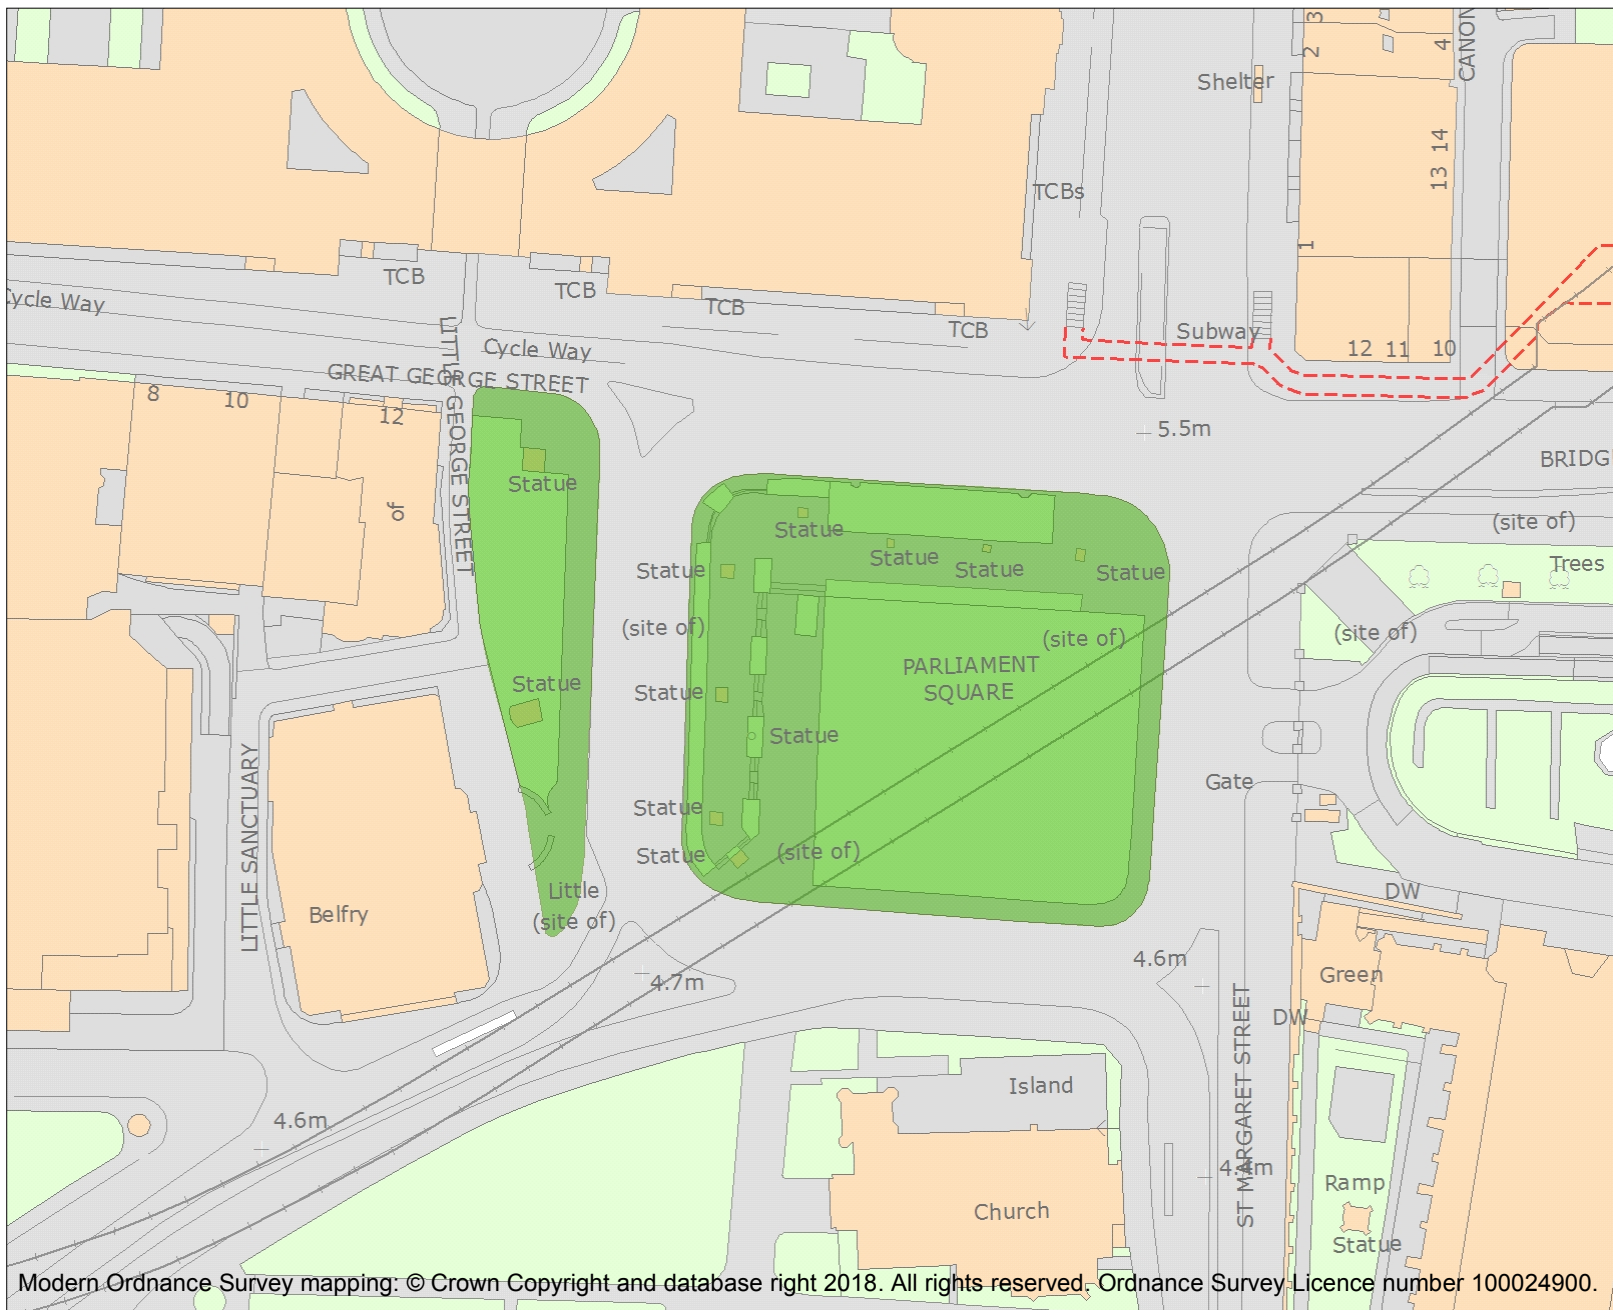 3
2
4
CANON
Shelter
13 14
TCBs
1
TCB
TCB
TCB
TCB
Cycle Way
Cycle Way
Subway
12
11
10
GREAT GEORGE STREET
LITTLE GEORGE STREET
8
10
12
of
5.5m
BRIDG
Statue
Statue
Statue
Statue
Statue
Statue
(site of)
Trees
(site of)
(site of)
(site of)
PARLIAMENT
SQUARE
Statue
Statue
Statue
Gate
LITTLE SANCTUARY
Statue
Statue
(site of)
Little
(site of)
Belfry
DW
4.6m
4.7m
Green
DW
ST MARGARET STREET
Island
4.6m
4.4m
Ramp
Church
Statue
Modern Ordnance Survey mapping: © Crown Copyright and database right 2018. All rights reserved. Ordnance Survey Licence number 100024900.